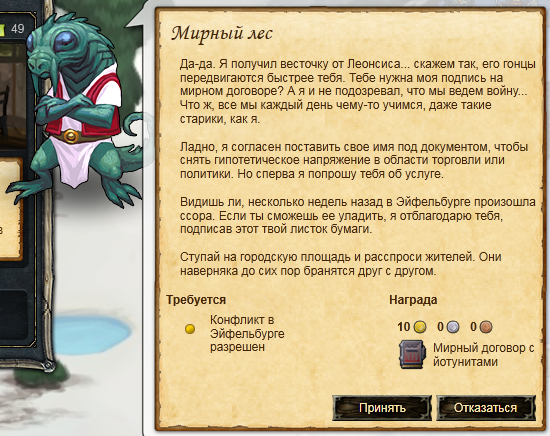 49
Мирный лес
Да-да. Я получил весточку от Леонсиса... скажем так, его гонцы
передвигаются быстрее тебя. Тебе нужна моя подпись на
мирном договоре? А я и не подозревал, что мы ведем войну...
Что ж, все мы каждый день чему-то учимся, даже такие
старики, как я.
Ладно, я согласен поставить свое имя под документом, чтобы
снять гипотетическое напряжение в области торговли или
политики. Но сперва я попрошу тебя об услуге.
Видишь ли, несколько недель назад в Эйфельбурге произошла
ссора. Если ты сможешь ее уладить, я отблагодарю тебя,
подписав этот твой листок бумаги.
Ступай на городскую площадь и расспроси жителей. Они
наверняка до сих пор бранятся друг с другом.
Требуется
Конфликт в
Эйфельбурге
разрешен
Награда
10 0 0
Мирный договор с
йотунитами
Принять
Отказаться